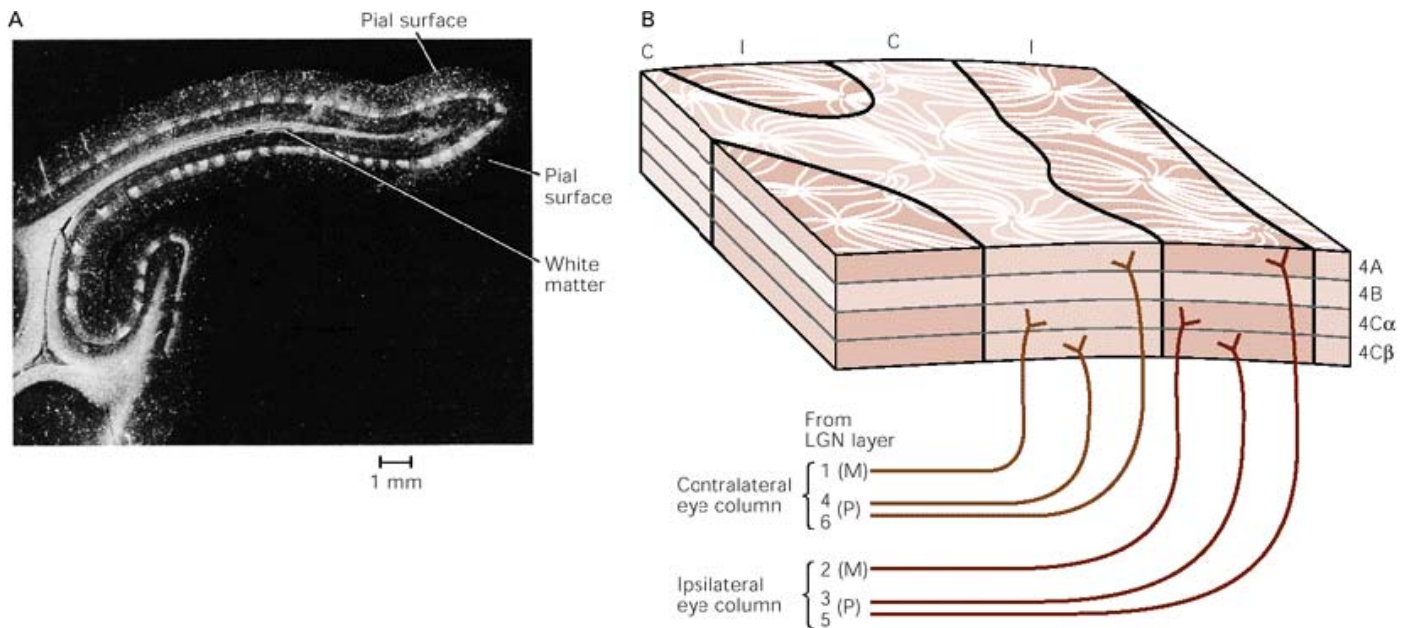 A
Pial surface
Pial
surface
White
matter
1 mm
B
C
I
C
I
4A
4B
4Cα
4Cβ
From
LGN layer
Contralateral
eye column
1 (M)
4
6
(P)
Ipsilateral
eye column
2 (M)
3
5
(P)